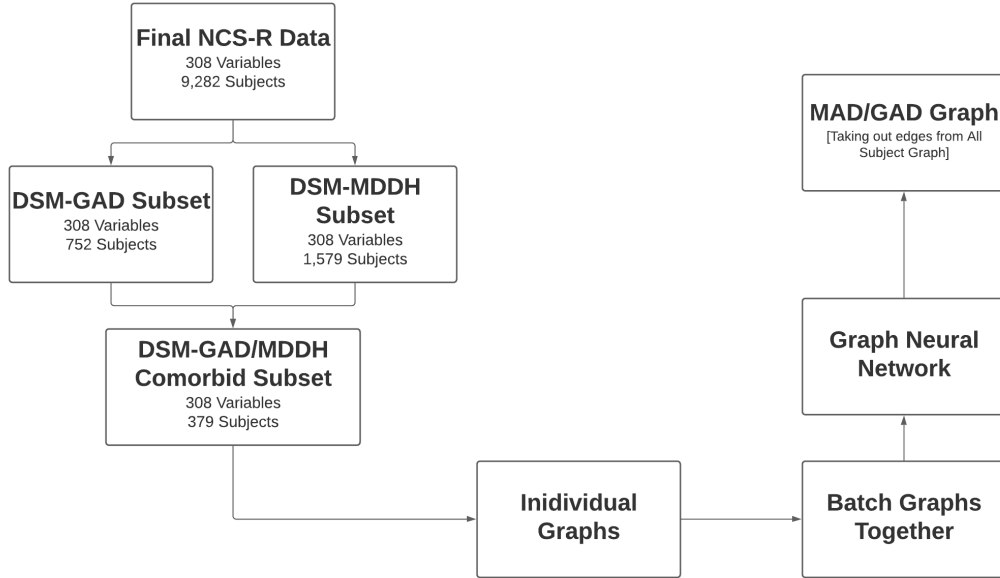 Final NCS-R Data
308 Variables
9,282 Subjects
DSM-GAD Subset
308 Variables
752 Subjects
DSM-MDDH
Subset
308 Variables
1,579 Subjects
DSM-GAD/MDDH
Comorbid Subset
308 Variables
379 Subjects
Inidividual
Graphs
Batch Graphs
Together
Graph Neural
Network
MAD/GAD Graph
[Taking out edges from All
Subject Graph]